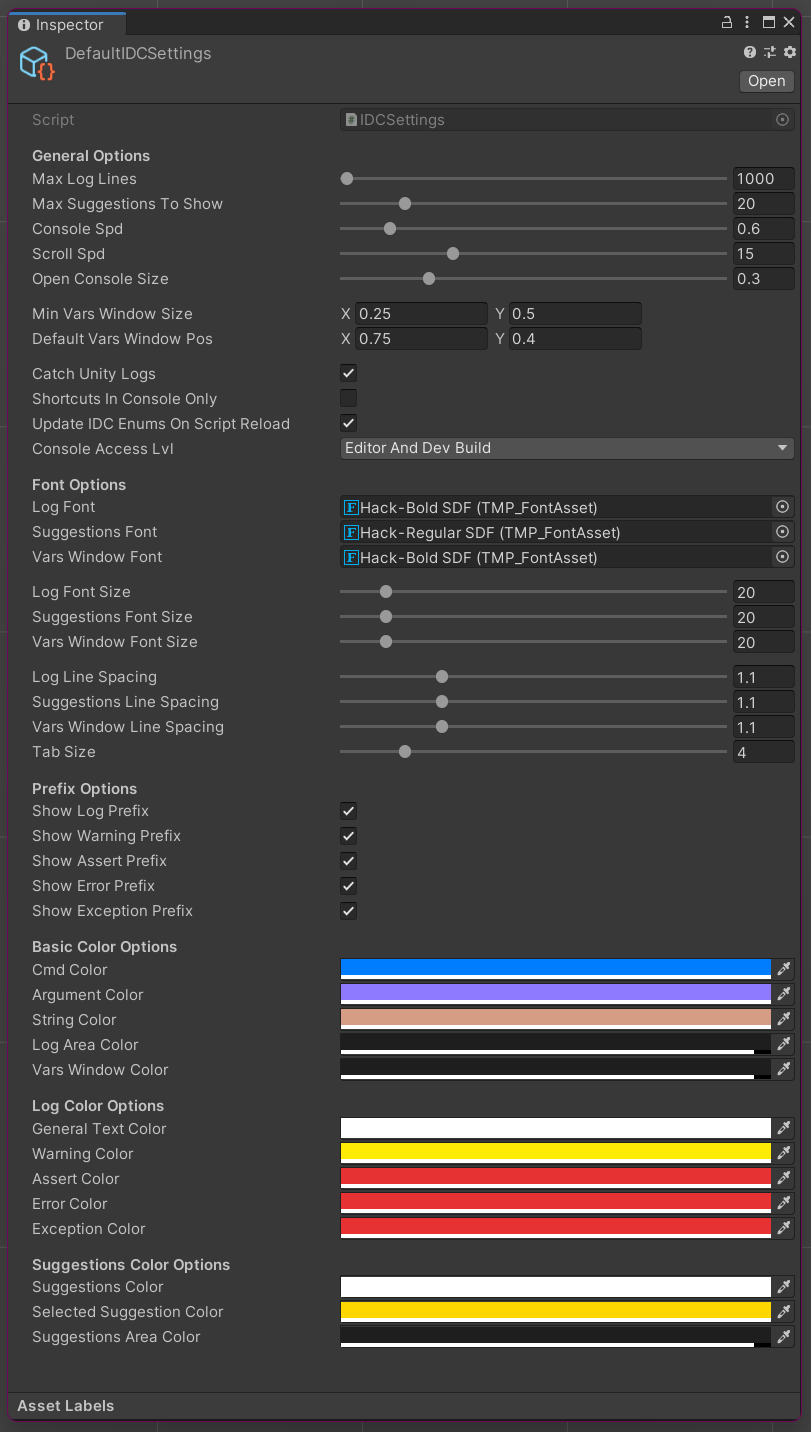 Inspector
DefaultIDCSettings
Open
Script # IDCSettings
General Options
Max Log Lines 1000
Max Suggestions To Show 20
Console Spd 0.6
Scroll Spd 15
Open Console Size 0.3
Min Vars Window Size X 0.25 Y 0.5
Default Vars Window Pos X 0.75 Y 0.4
Catch Unity Logs
Shortcuts In Console Only
Update IDC Enums On Script Reload
Console Access Lvl Editor And Dev Build
Font Options
Log Font F Hack-Bold SDF (TMP_FontAsset)
Suggestions Font F Hack-Regular SDF (TMP_FontAsset)
Vars Window Font F Hack-Bold SDF (TMP_FontAsset)
Log Font Size 20
Suggestions Font Size 20
Vars Window Font Size 20
Log Line Spacing 1.1
Suggestions Line Spacing 1.1
Vars Window Line Spacing 1.1
Tab Size 4
Prefix Options
Show Log Prefix
Show Warning Prefix
Show Assert Prefix
Show Error Prefix
Show Exception Prefix
Basic Color Options
Cmd Color
Argument Color
String Color
Log Area Color
Vars Window Color
Log Color Options
General Text Color
Warning Color
Assert Color
Error Color
Exception Color
Suggestions Color Options
Suggestions Color
Selected Suggestion Color
Suggestions Area Color
Asset Labels